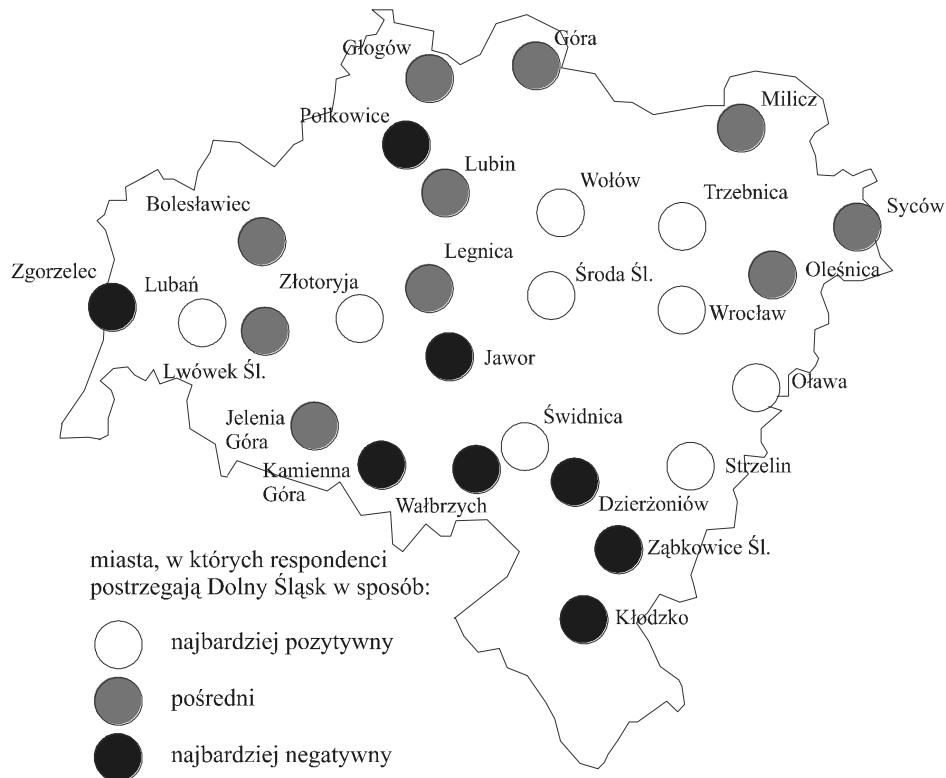 Głogów
Góra
Milicz
Polkowice
Lubin
Wołów
Trzebnica
Syców
Bolesławiec
Legnica
Środa Śl.
Oleśnica
Zgorzelec
Lubań
Złotoryja
Wrocław
Jawor
Lwówek Śl.
Oława
Jelenia
Góra
Świdnica
Strzelin
Kamienna
Góra
Wałbrzych
Dzierżoniów
Ząbkowice Śl.
Kłodzko
miasta, w których respondenci
postrzegają Dolny Śląsk w sposób:
najbardziej pozytywny
pośredni
najbardziej negatywny